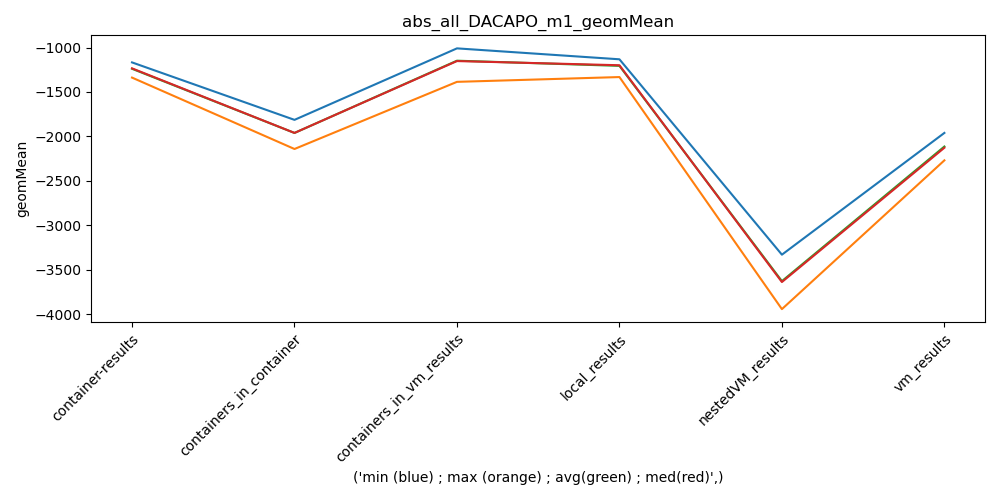 abs_all_DACAPO_m1_geomMean
−1000
−1500
−2000
−2500
−3000
−3500
−4000
geomMean
container-results
containers_in_container
containers_in_vm_results
local_results
nestedVM_results
vm_results
('min (blue) ; max (orange) ; avg(green) ; med(red)',)